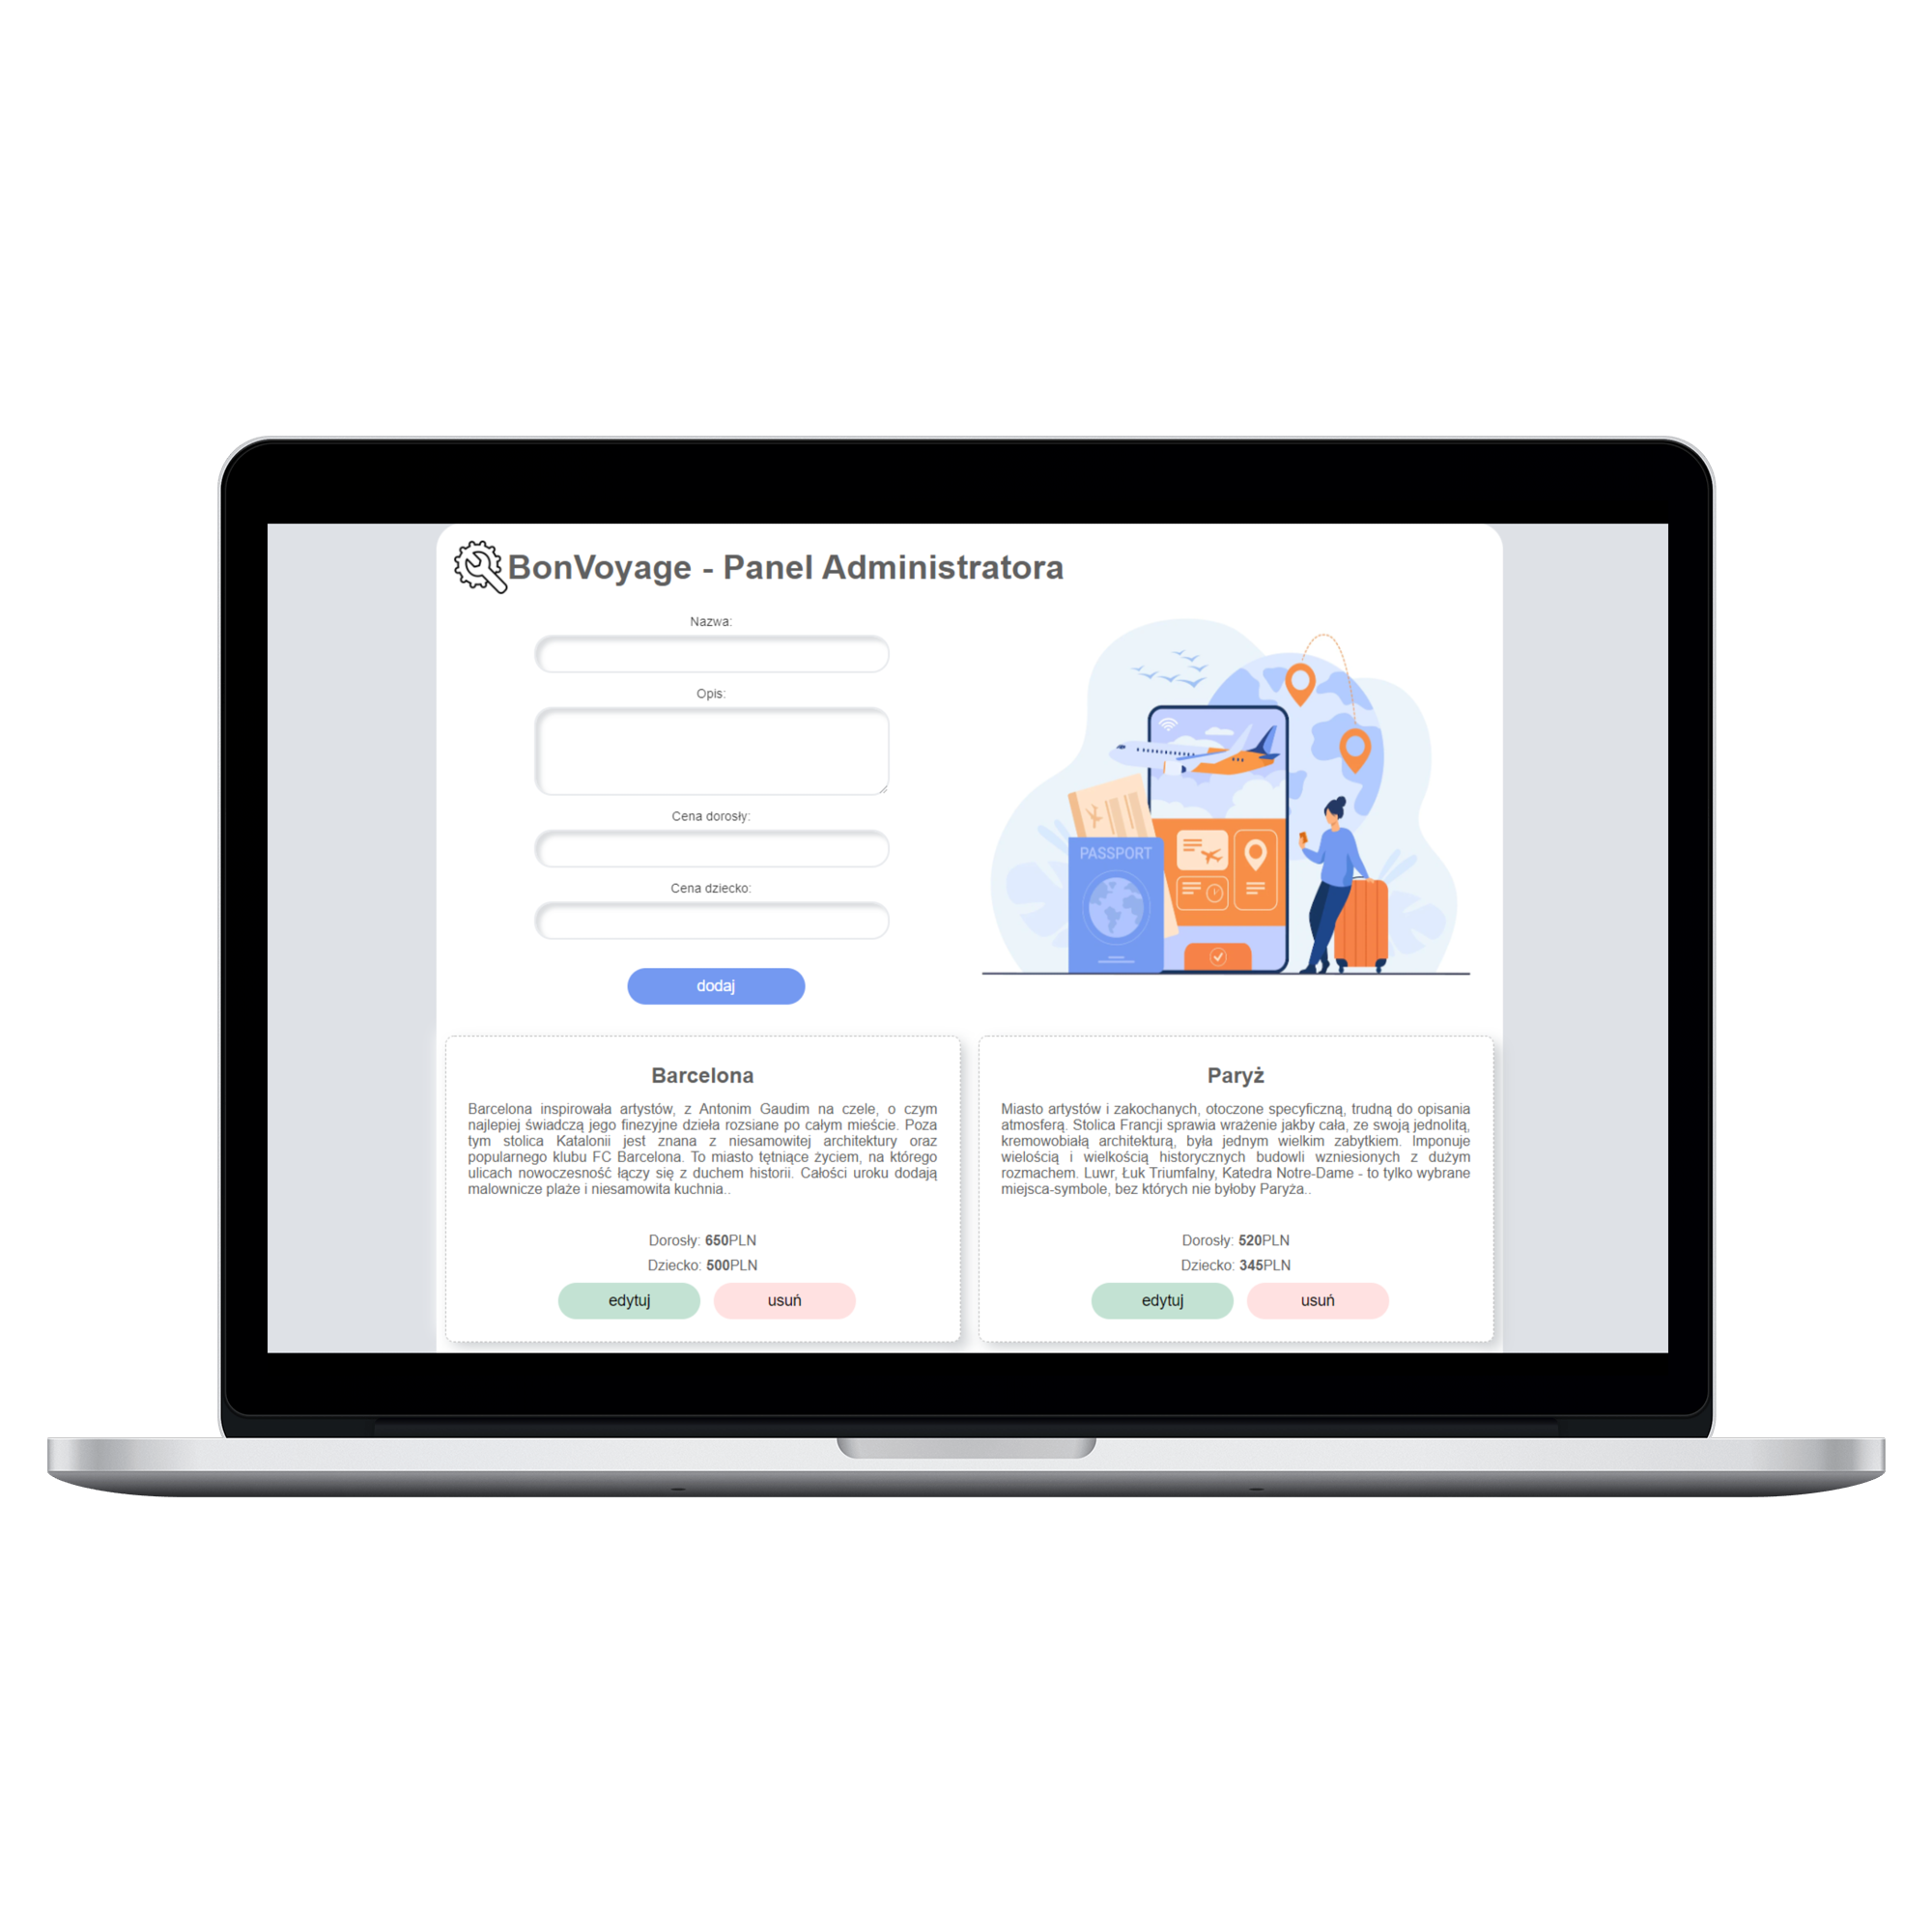 BonVoyage - Panel Administratora
Nazwa:
Opis:
Cena dorosły:
Cena dziecko:
dodaj
PASSPORT
Barcelona
Barcelona inspirowała artystów, z Antonim Gaudim na czele, o czym
najlepiej świadczą jego finezyjne dzieła rozsiane po całym mieście. Poza
tym stolica Katalonii jest znana z niesamowitej architektury oraz
popularnego klubu FC Barcelona. To miasto tętniące życiem, na którego
ulicach nowoczesność łączy się z duchem historii. Całości uroku dodają
malownicze plaże i niesamowita kuchnia..
Dorosły: 650PLN
Dziecko: 500PLN
edytuj
usuń
Paryż
Miasto artystów i zakochanych, otoczone specyficzną, trudną do opisania
atmosferą. Stolica Francji sprawia wrażenie jakby cała, ze swoją jednolitą,
kremowobiałą architekturą, była jednym wielkim zabytkiem. Imponuje
wielością i wielkością historycznych budowli wzniesionych z dużym
rozmachem. Luwr, Łuk Triumfalny, Katedra Notre-Dame - to tylko wybrane
miejsca-symbole, bez których nie byłoby Paryża..
Dorosły: 520PLN
Dziecko: 345PLN
edytuj
usuń